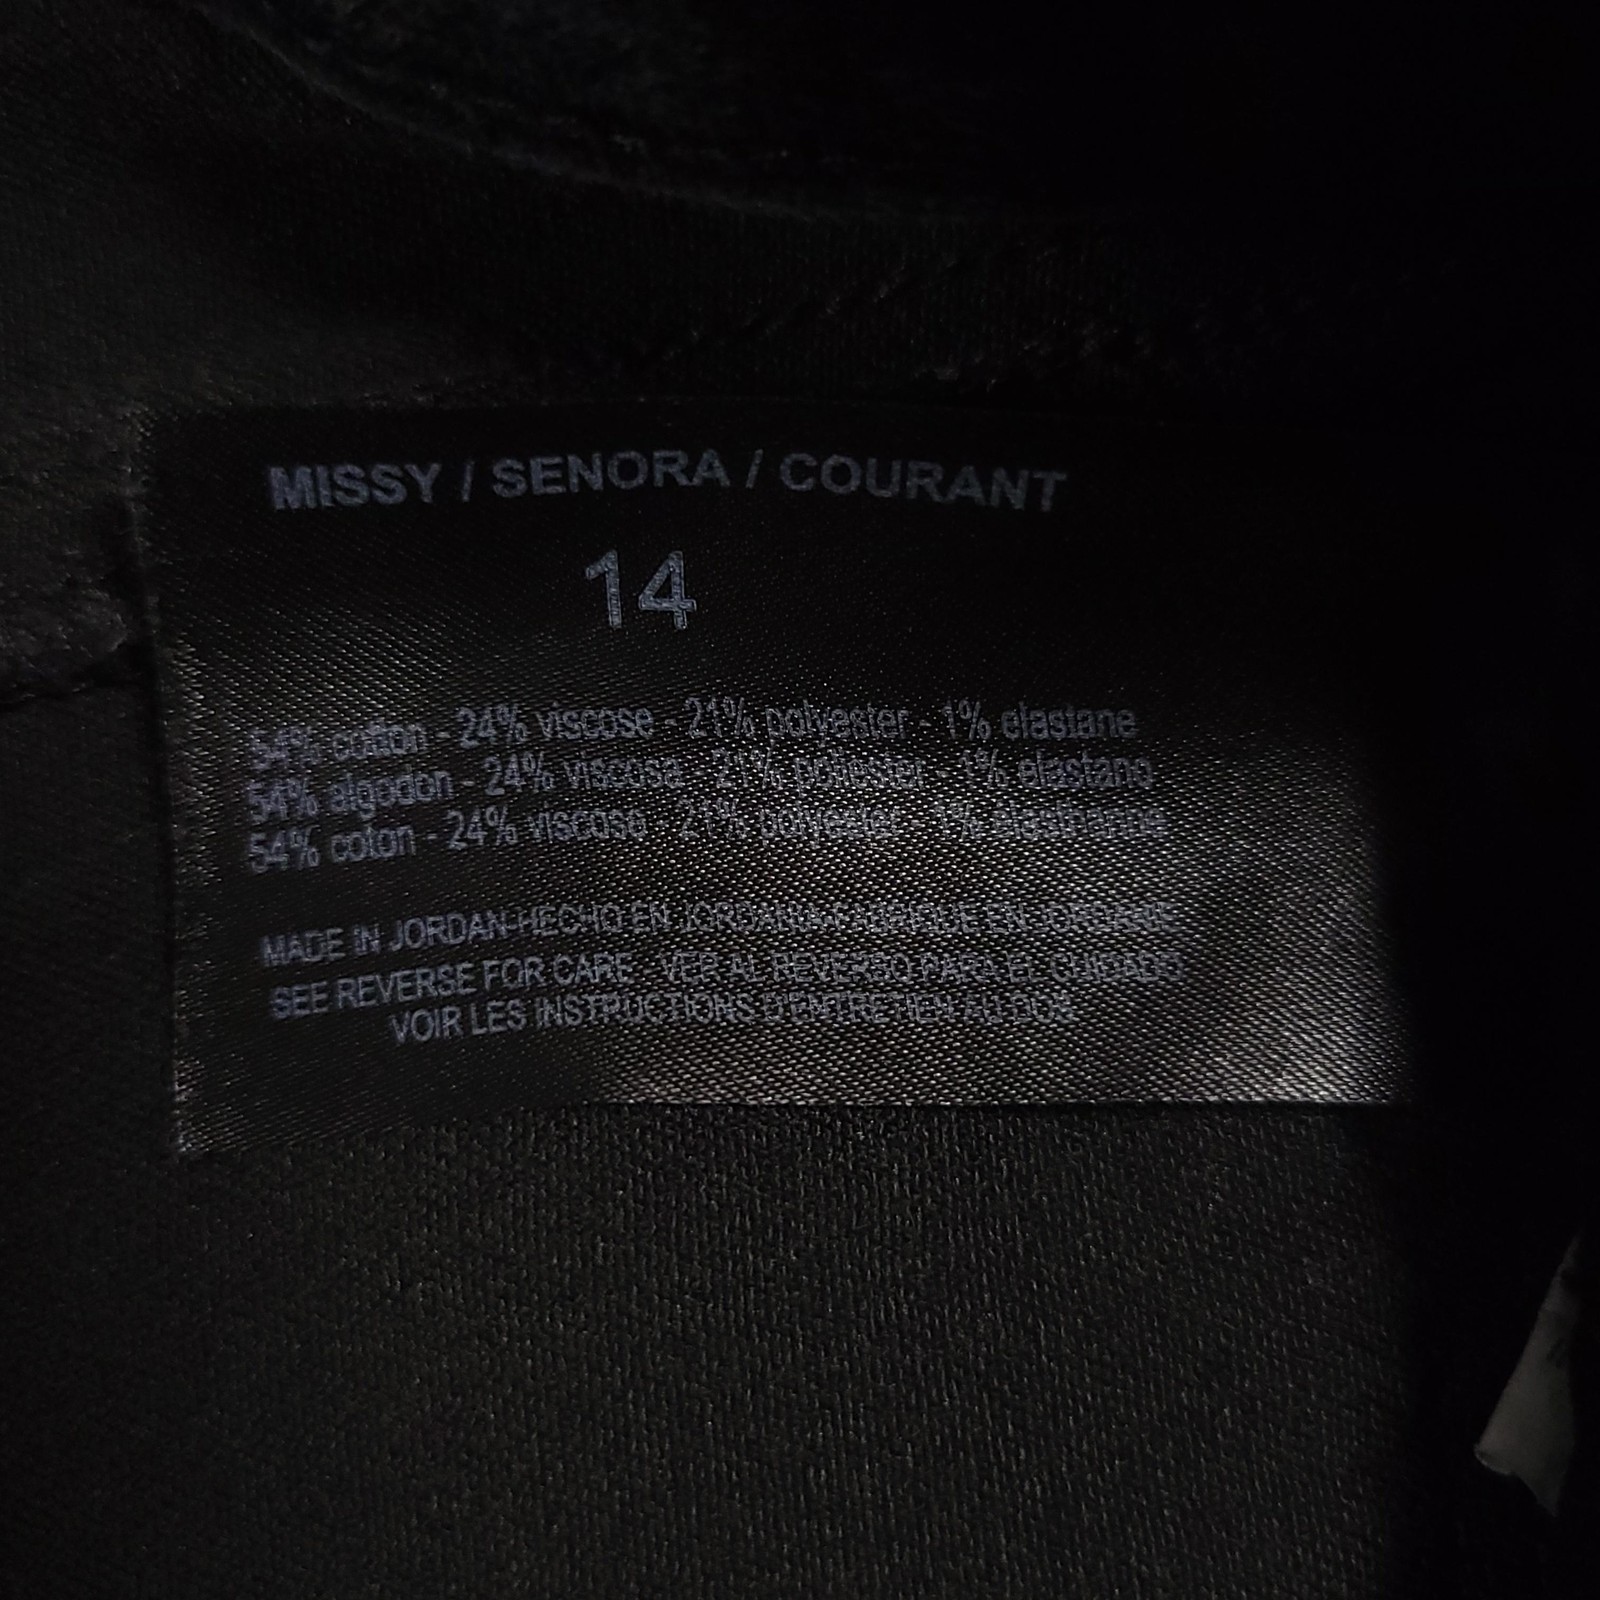 MISSY / SENORA / COURANT
14
54% cotton - 24% viscose - 21% polyester - 1% elastane
54% algodon - 24% viscosa - 21% poliester - 1% elastano
54% coton - 24% viscose - 21% polyester - 1% elasthanne
MADE IN JORDAN-HECHO EN JORDANIA-FABRIQUE EN JORDANIE
SEE REVERSE FOR CARE - VER AL REVERSO PARA EL CUIDADO
VOIR LES INSTRUCTIONS D'ENTRETIEN AU DOS